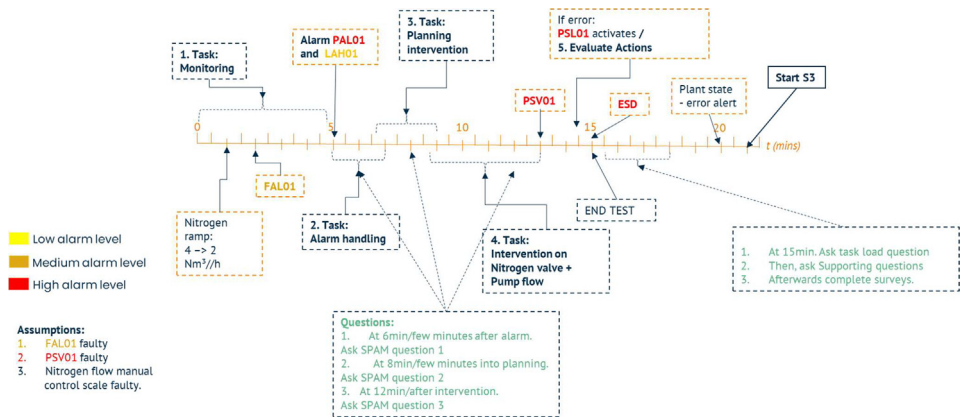 1. Task:
Monitoring
Alarm PAL01
and LAH01
3. Task:
Planning
intervention
If error:
PSL01 activates /
5. Evaluate Actions
PSV01
ESD
Plant state
- error alert
Start S3
0
5
10
15
20
t (mins)
FAL01
Nitrogen
ramp:
4 –> 2
Nm³//h
2. Task:
Alarm handling
4. Task:
Intervention on
Nitrogen valve +
Pump flow
END TEST
Low alarm level
Medium alarm level
High alarm level
1. At 15min. Ask task load question
2. Then, ask Supporting questions
3. Afterwards complete surveys.
Assumptions:
1. FAL01 faulty
2. PSV01 faulty
3. Nitrogen flow manual
control scale faulty.
Questions:
1. At 6min/few minutes after alarm.
Ask SPAM question 1
2. At 8min/few minutes into planning.
Ask SPAM question 2
3. At 12min/after intervention.
Ask SPAM question 3